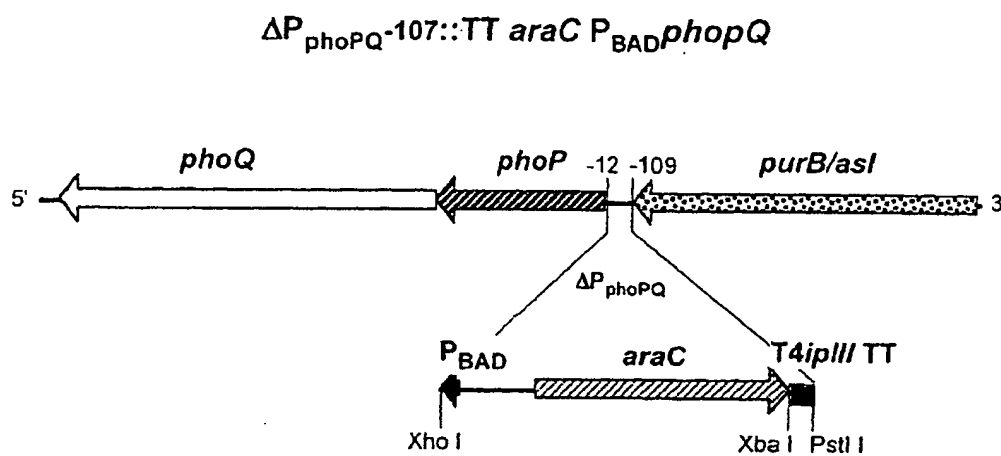 ΔPphoPQ-107::TT araC PBADphopQ
phoQ phoP -12 -109 purB/asI
5' 3
ΔPphoPQ
PBAD araC T4ipIII TT
Xho I Xba I PstI I